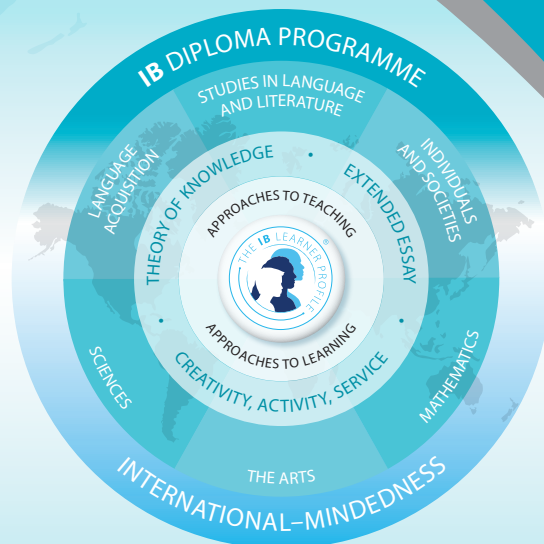 IB DIPLOMA PROGRAMME
STUDIES IN LANGUAGE
AND LITERATURE
LANGUAGE
ACQUISITION
INDIVIDUALS
AND SOCIETIES
THEORY OF KNOWLEDGE
•
EXTENDED ESSAY
APPROACHES TO TEACHING
THE IB LEARNER PROFILE
®
APPROACHES TO LEARNING
•
CREATIVITY, ACTIVITY, SERVICE
•
SCIENCES
MATHEMATICS
THE ARTS
INTERNATIONAL–MINDEDNESS